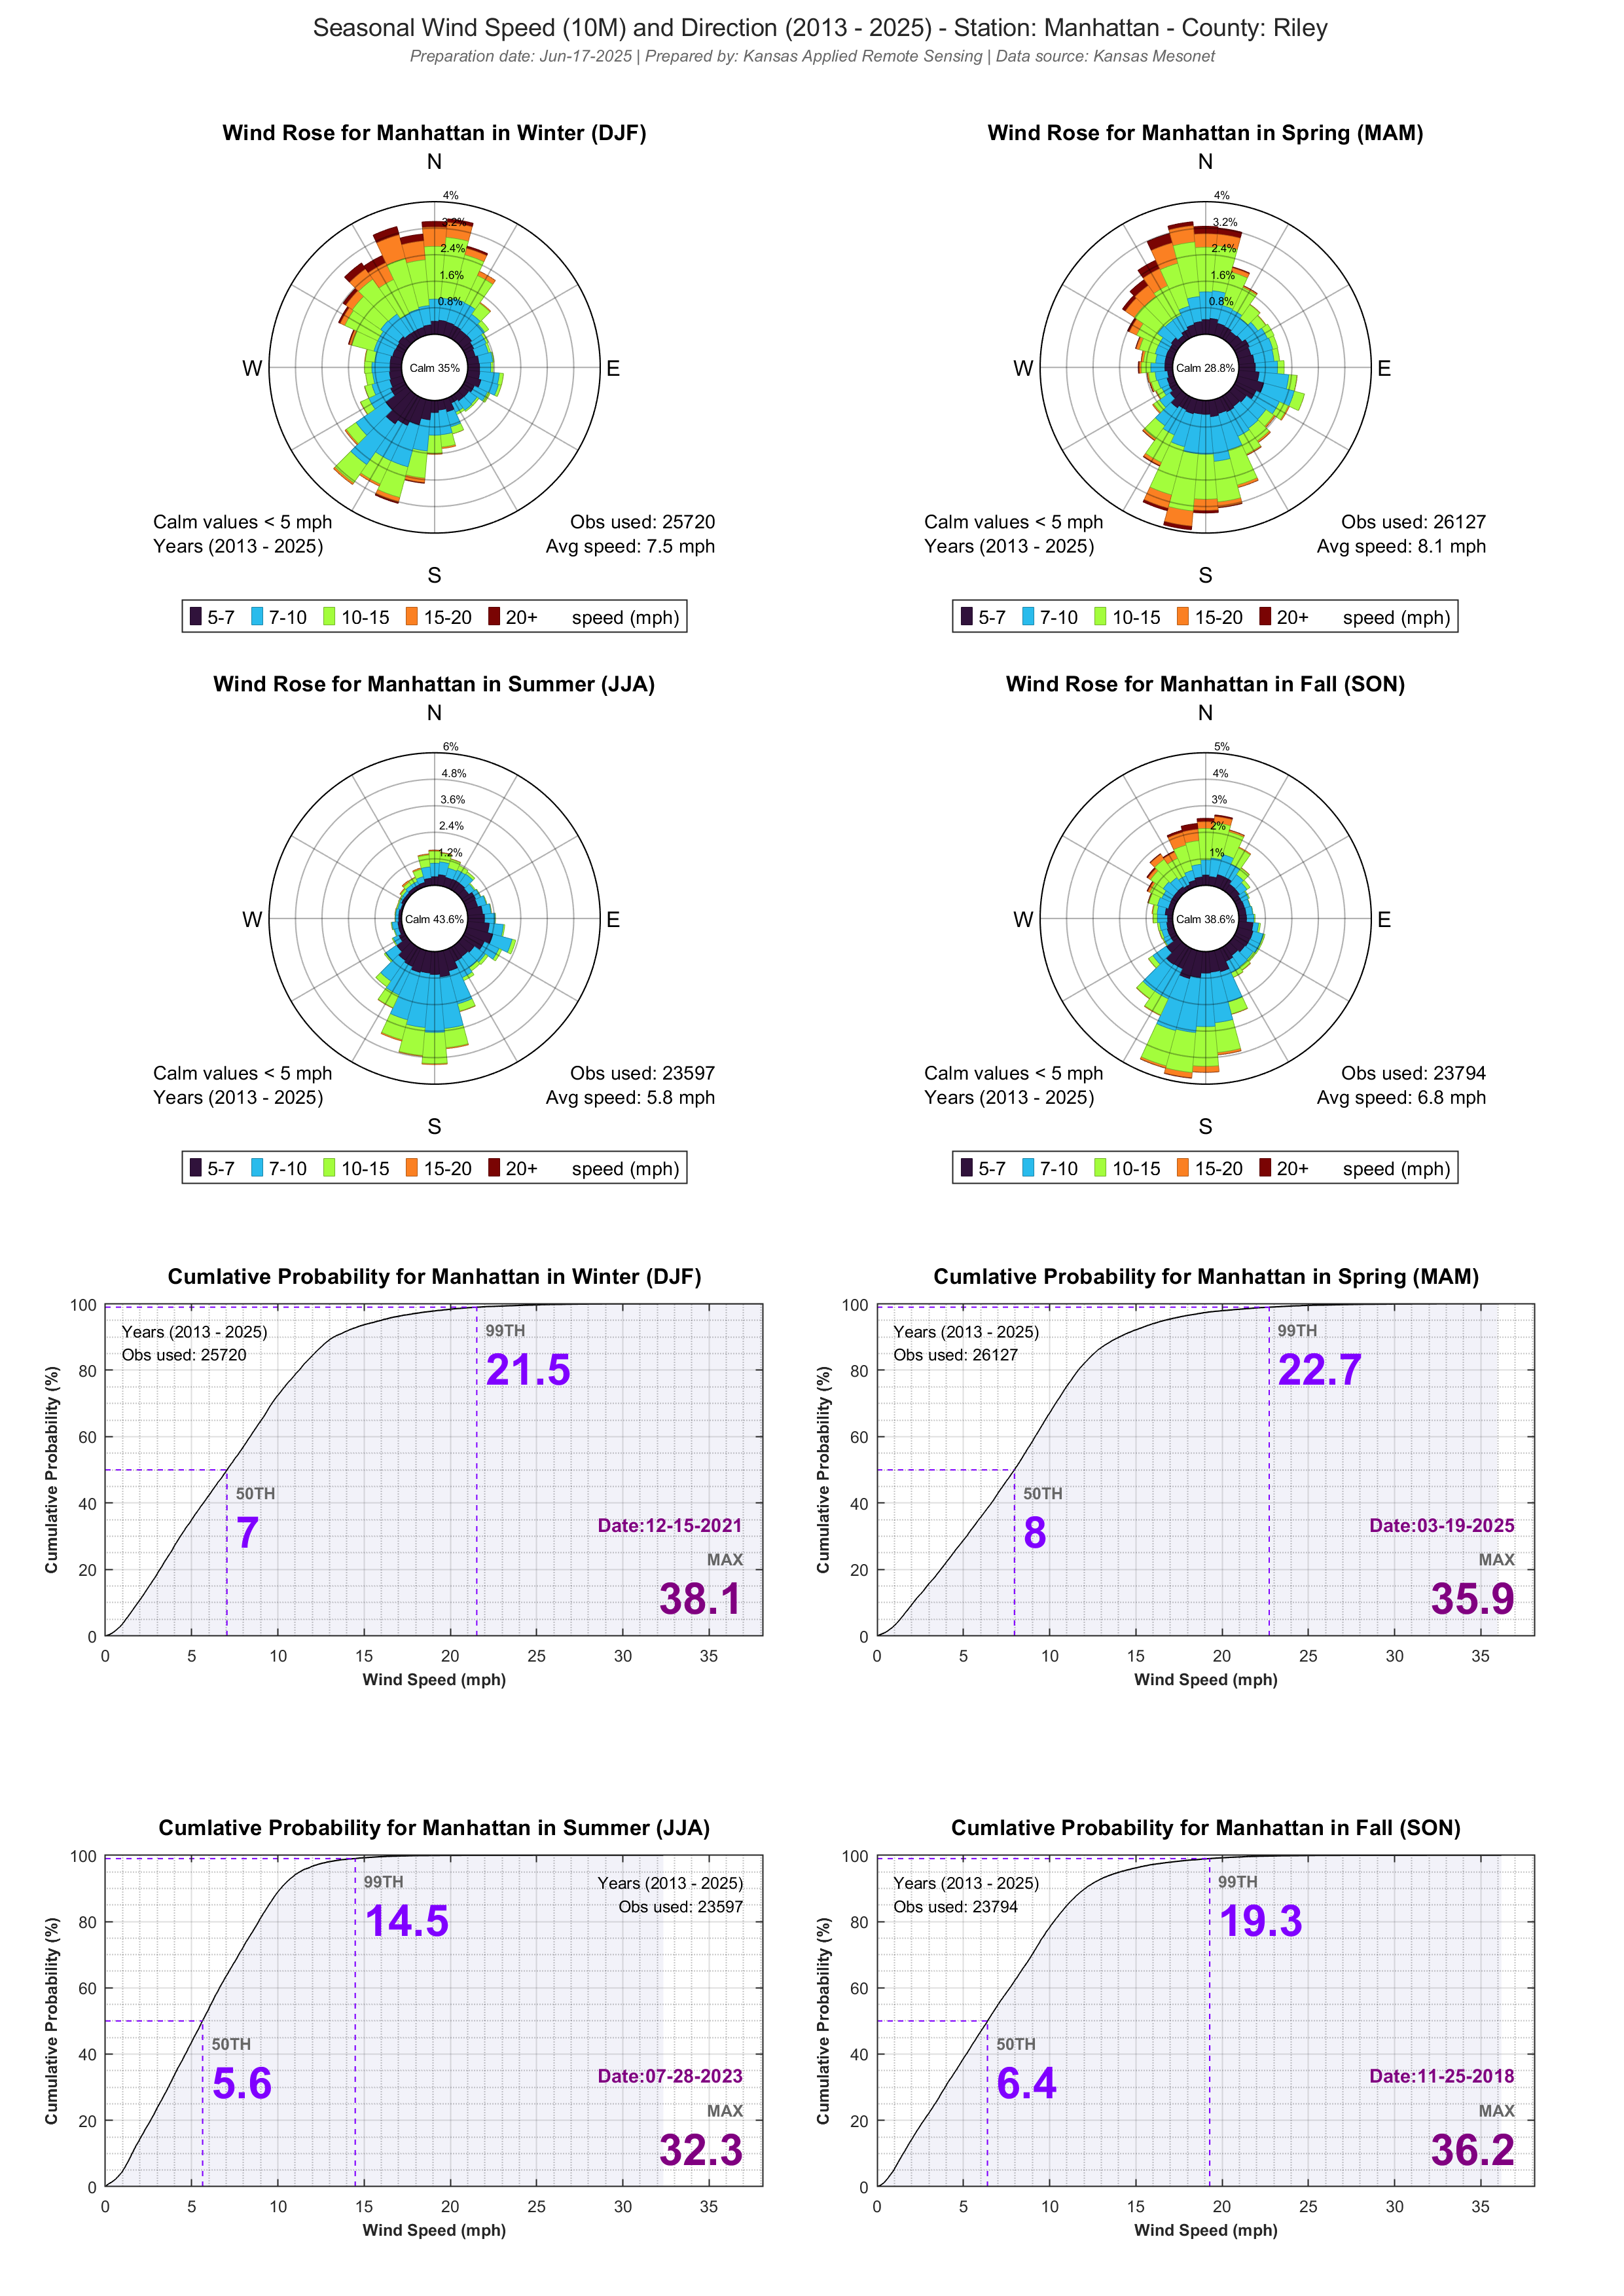 Seasonal Wind Speed (10M) and Direction (2013 - 2025) - Station: Manhattan - County: Riley
Preparation date: Jun-17-2025 | Prepared by: Kansas Applied Remote Sensing | Data source: Kansas Mesonet
Wind Rose for Manhattan in Winter (DJF)
N
4%
3.2%
2.4%
1.6%
0.8%
W
Calm 35%
E
Calm values < 5 mph
Years (2013 - 2025)
Obs used: 25720
Avg speed: 7.5 mph
S
5-7 7-10 10-15 15-20 20+ speed (mph)
Wind Rose for Manhattan in Spring (MAM)
N
4%
3.2%
2.4%
1.6%
0.8%
W
Calm 28.8%
E
Calm values < 5 mph
Years (2013 - 2025)
Obs used: 26127
Avg speed: 8.1 mph
S
5-7 7-10 10-15 15-20 20+ speed (mph)
Wind Rose for Manhattan in Summer (JJA)
N
6%
4.8%
3.6%
2.4%
1.2%
W
Calm 43.6%
E
Calm values < 5 mph
Years (2013 - 2025)
Obs used: 23597
Avg speed: 5.8 mph
S
5-7 7-10 10-15 15-20 20+ speed (mph)
Wind Rose for Manhattan in Fall (SON)
N
5%
4%
3%
2%
1%
W
Calm 38.6%
E
Calm values < 5 mph
Years (2013 - 2025)
Obs used: 23794
Avg speed: 6.8 mph
S
5-7 7-10 10-15 15-20 20+ speed (mph)
Cumlative Probability for Manhattan in Winter (DJF)
Cumulative Probability (%)
100
80
60
40
20
0
Years (2013 - 2025)
Obs used: 25720
99TH
21.5
50TH
7
Date:12-15-2021
MAX
38.1
0 5 10 15 20 25 30 35
Wind Speed (mph)
Cumlative Probability for Manhattan in Spring (MAM)
Cumulative Probability (%)
100
80
60
40
20
0
Years (2013 - 2025)
Obs used: 26127
99TH
22.7
50TH
8
Date:03-19-2025
MAX
35.9
0 5 10 15 20 25 30 35
Wind Speed (mph)
Cumlative Probability for Manhattan in Summer (JJA)
Cumulative Probability (%)
100
80
60
40
20
0
99TH
14.5
Years (2013 - 2025)
Obs used: 23597
50TH
5.6
Date:07-28-2023
MAX
32.3
0 5 10 15 20 25 30 35
Wind Speed (mph)
Cumlative Probability for Manhattan in Fall (SON)
Cumulative Probability (%)
100
80
60
40
20
0
Years (2013 - 2025)
Obs used: 23794
99TH
19.3
50TH
6.4
Date:11-25-2018
MAX
36.2
0 5 10 15 20 25 30 35
Wind Speed (mph)